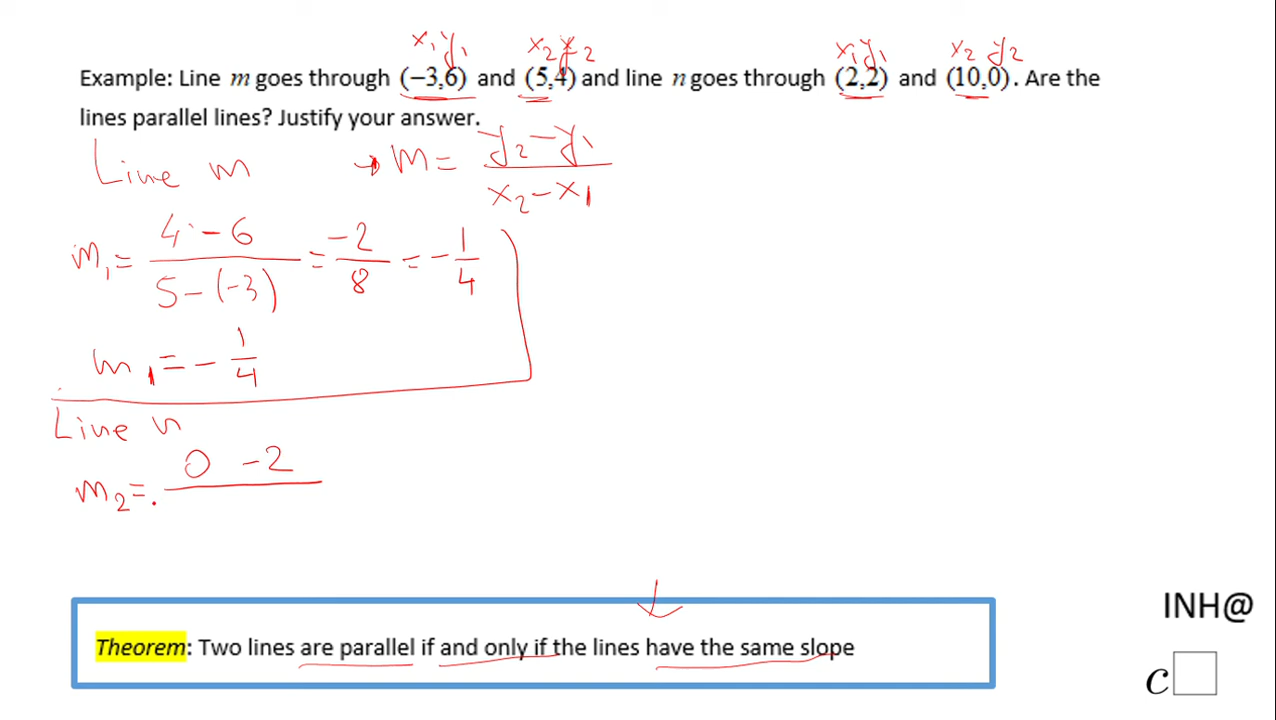 x₁ y₁ x₂ y₂ x₁ y₁ x₂ y₂
Example: Line m goes through (−3,6) and (5,4) and line n goes through (2,2) and (10,0). Are the
lines parallel lines? Justify your answer.
Line m → m = (y₂ − y₁)/(x₂ − x₁)
m₁ = (4 − 6)/(5 − (−3)) = −2/8 = −1/4
m₁ = −1/4
Line n
m₂ = 0 − 2
INH@
Theorem: Two lines are parallel if and only if the lines have the same slope
c